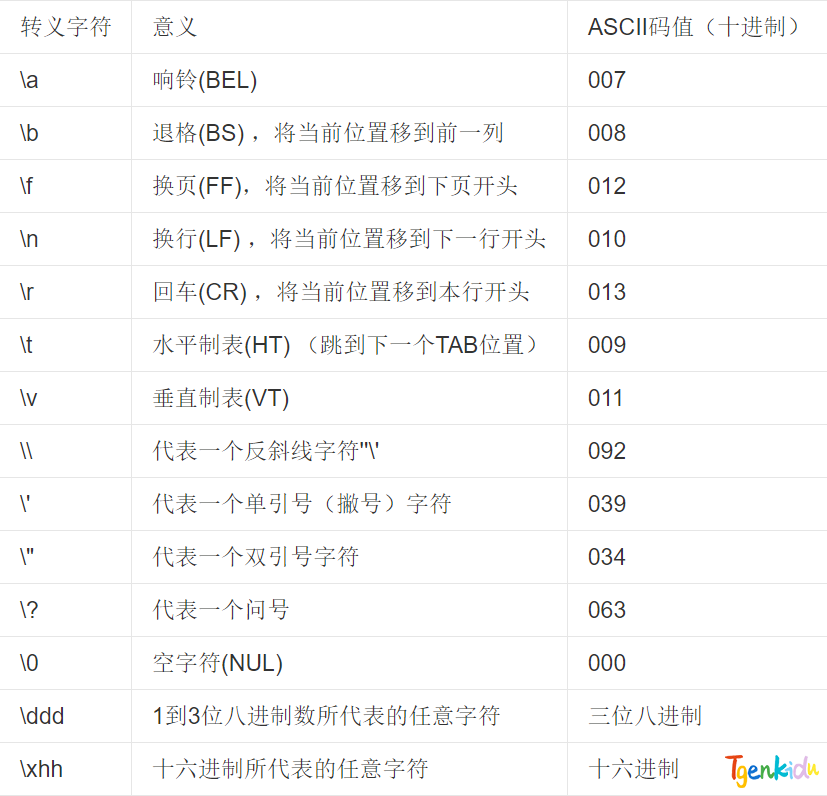 转义字符 意义 ASCII码值（十进制）
\a 响铃(BEL) 007
\b 退格(BS) ，将当前位置移到前一列 008
\f 换页(FF)，将当前位置移到下页开头 012
\n 换行(LF) ，将当前位置移到下一行开头 010
\r 回车(CR) ，将当前位置移到本行开头 013
\t 水平制表(HT) （跳到下一个TAB位置） 009
\v 垂直制表(VT) 011
\\ 代表一个反斜线字符''\' 092
\' 代表一个单引号（撇号）字符 039
\" 代表一个双引号字符 034
\? 代表一个问号 063
\0 空字符(NUL) 000
\ddd 1到3位八进制数所代表的任意字符 三位八进制
\xhh 十六进制所代表的任意字符 十六进制
Tgenkidu